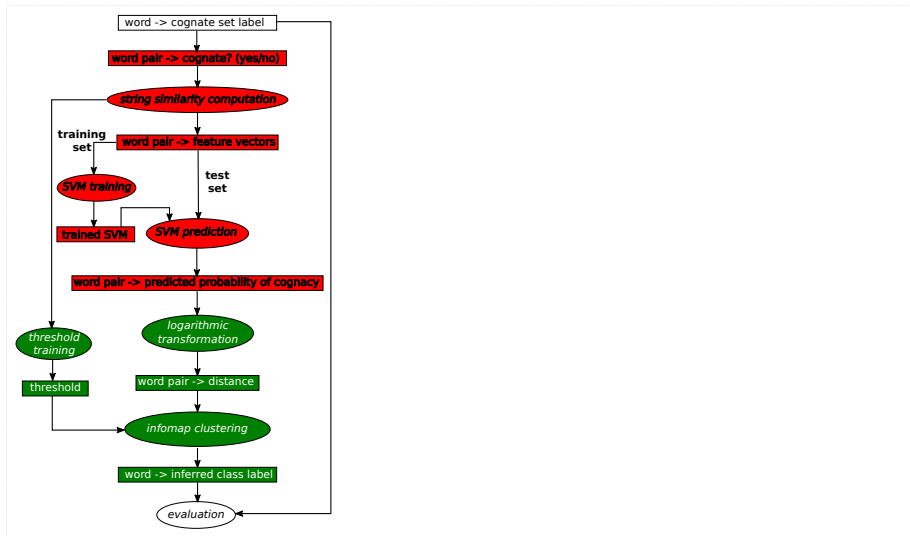 word -> cognate set label
word pair -> cognate? (yes/no)
string similarity computation
training
set
word pair -> feature vectors
test
set
SVM training
trained SVM
SVM prediction
word pair -> predicted probability of cognacy
logarithmic
transformation
threshold
training
word pair -> distance
threshold
infomap clustering
word -> inferred class label
evaluation